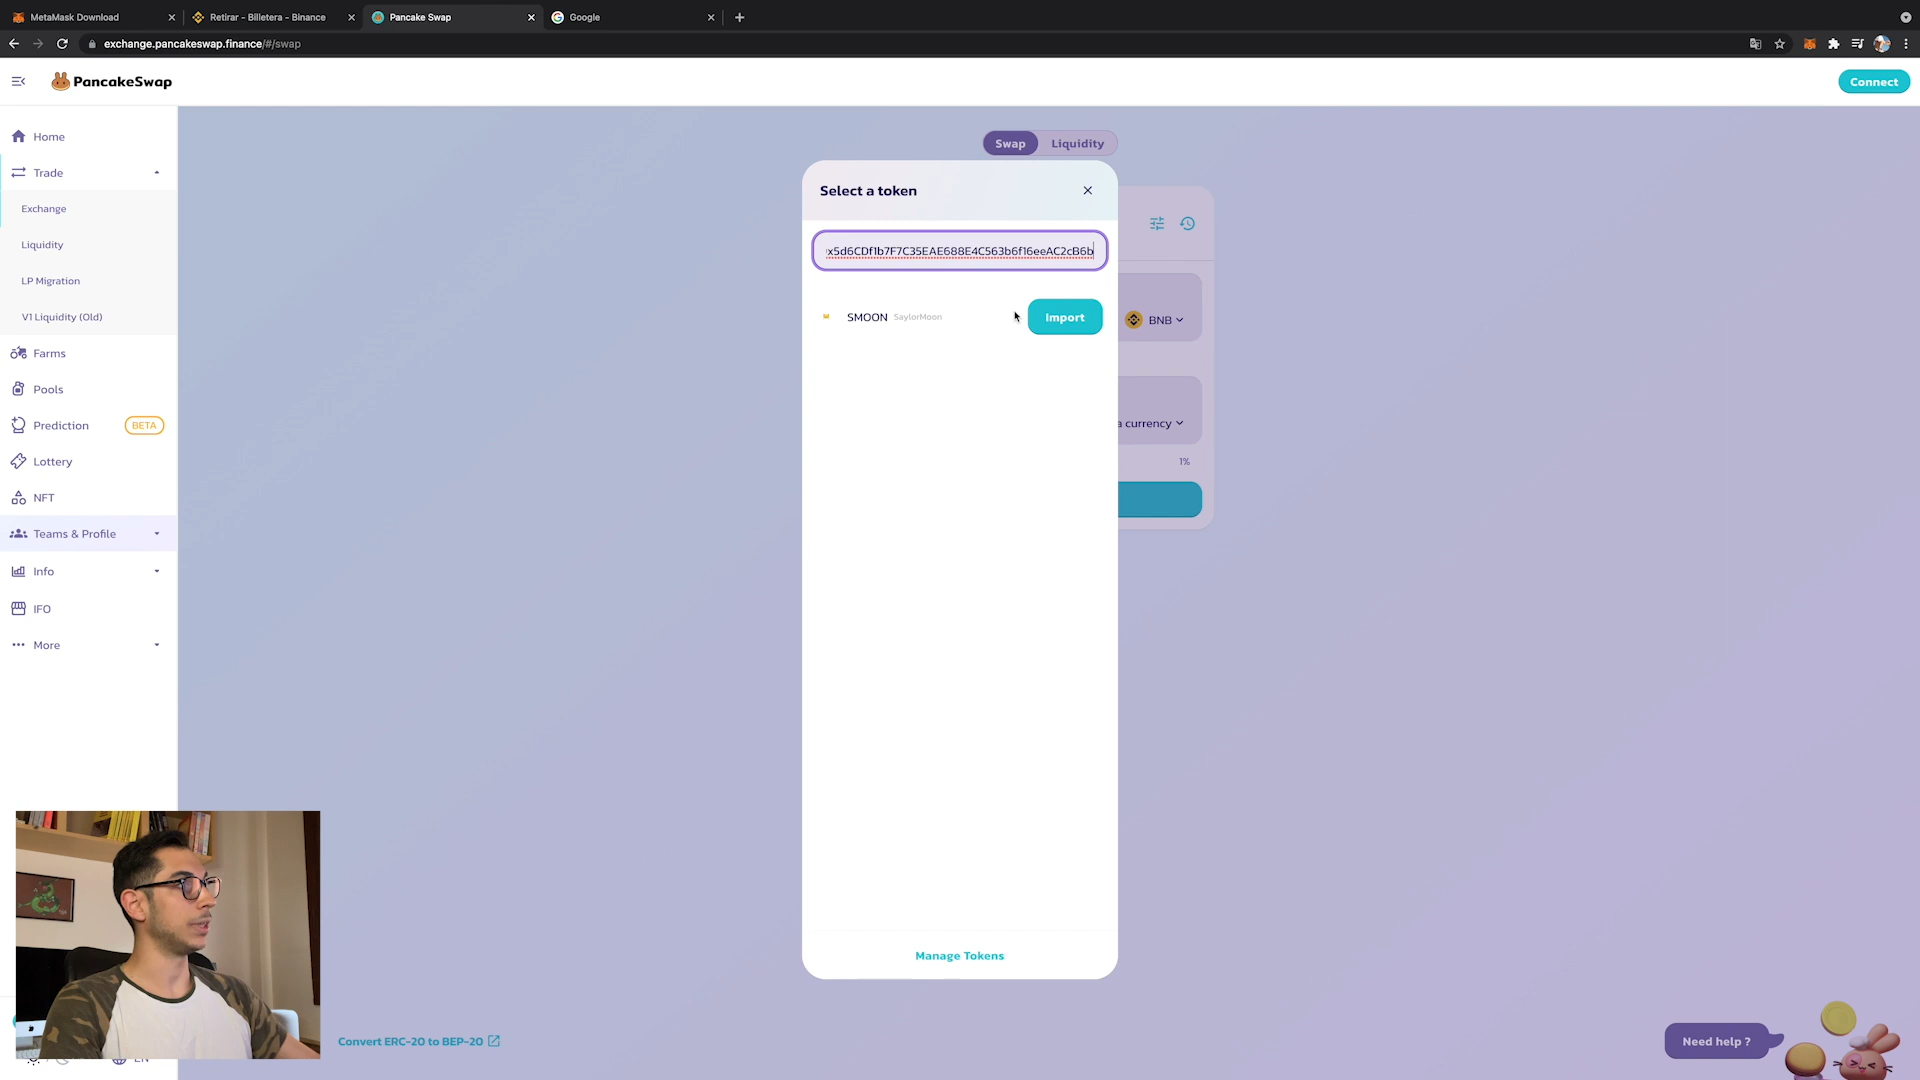 MetaMask Download
Retirar - Billetera - Binance
Pancake Swap
Google
exchange.pancakeswap.finance/#/swap
PancakeSwap
Connect
Home
Trade
Exchange
Liquidity
LP Migration
V1 Liquidity (Old)
Farms
Pools
Prediction
BETA
Lottery
NFT
Teams & Profile
Info
IFO
More
EN
Swap
Liquidity
Select a token
x5d6CDf1b7F7C35EAE688E4C563b6f16eeAC2cB6b
SMOON SaylorMoon
Import
BNB
a currency
1%
Manage Tokens
Convert ERC-20 to BEP-20
Need help ?